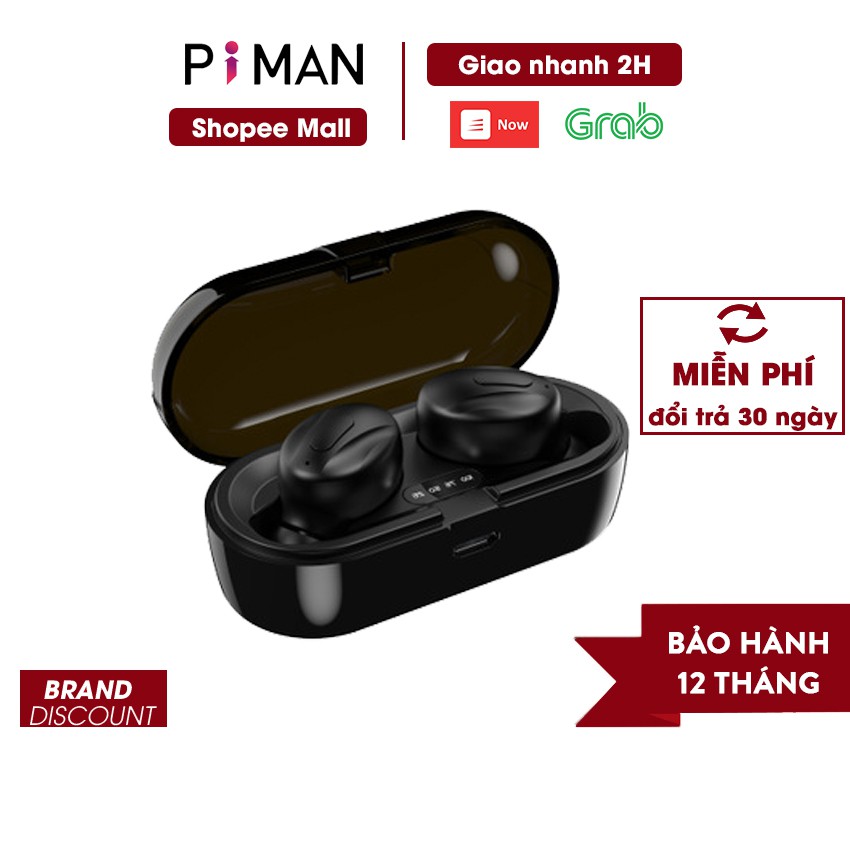 PiMAN
Shopee Mall
Giao nhanh 2H
Now
Grab
MIỄN PHÍ
đổi trả 30 ngày
BẢO HÀNH
12 THÁNG
BRAND
DISCOUNT